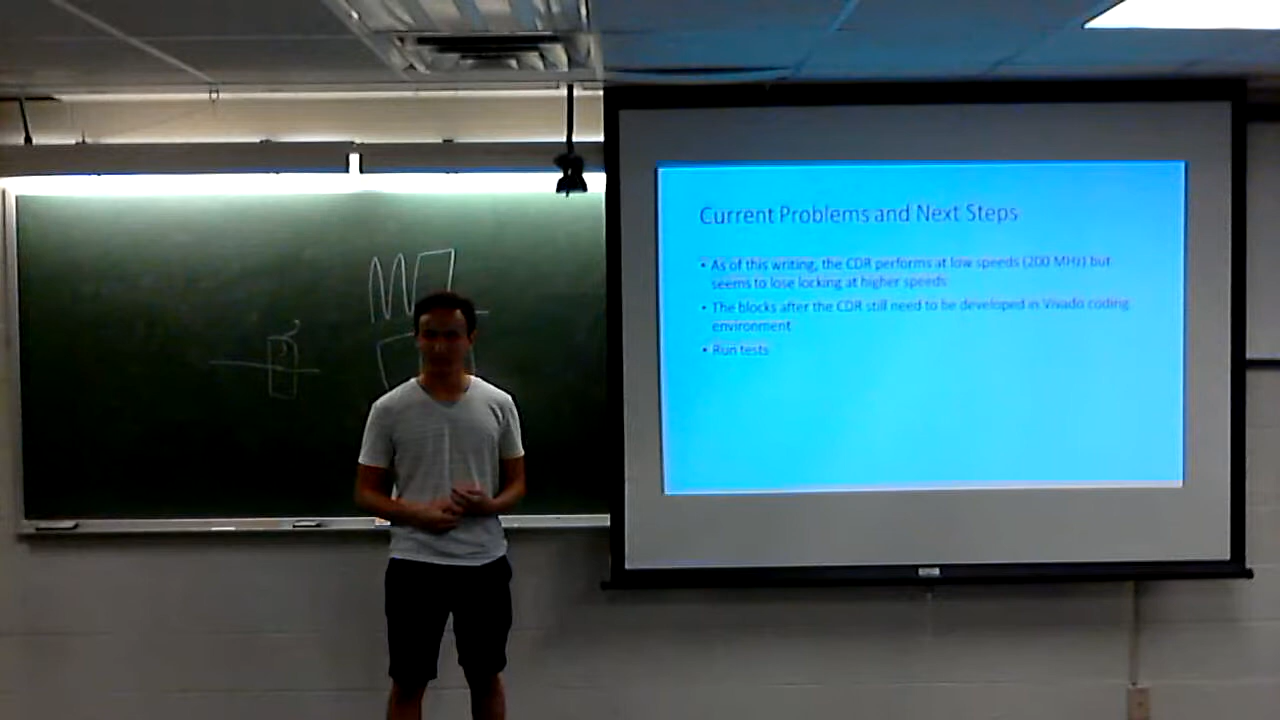 Current Problems and Next Steps
• As of this writing, the CDR performs at low speeds (200 MHz) but
seems to lose locking at higher speeds
• The blocks after the CDR still need to be developed in Vivado coding
environment
• Run tests